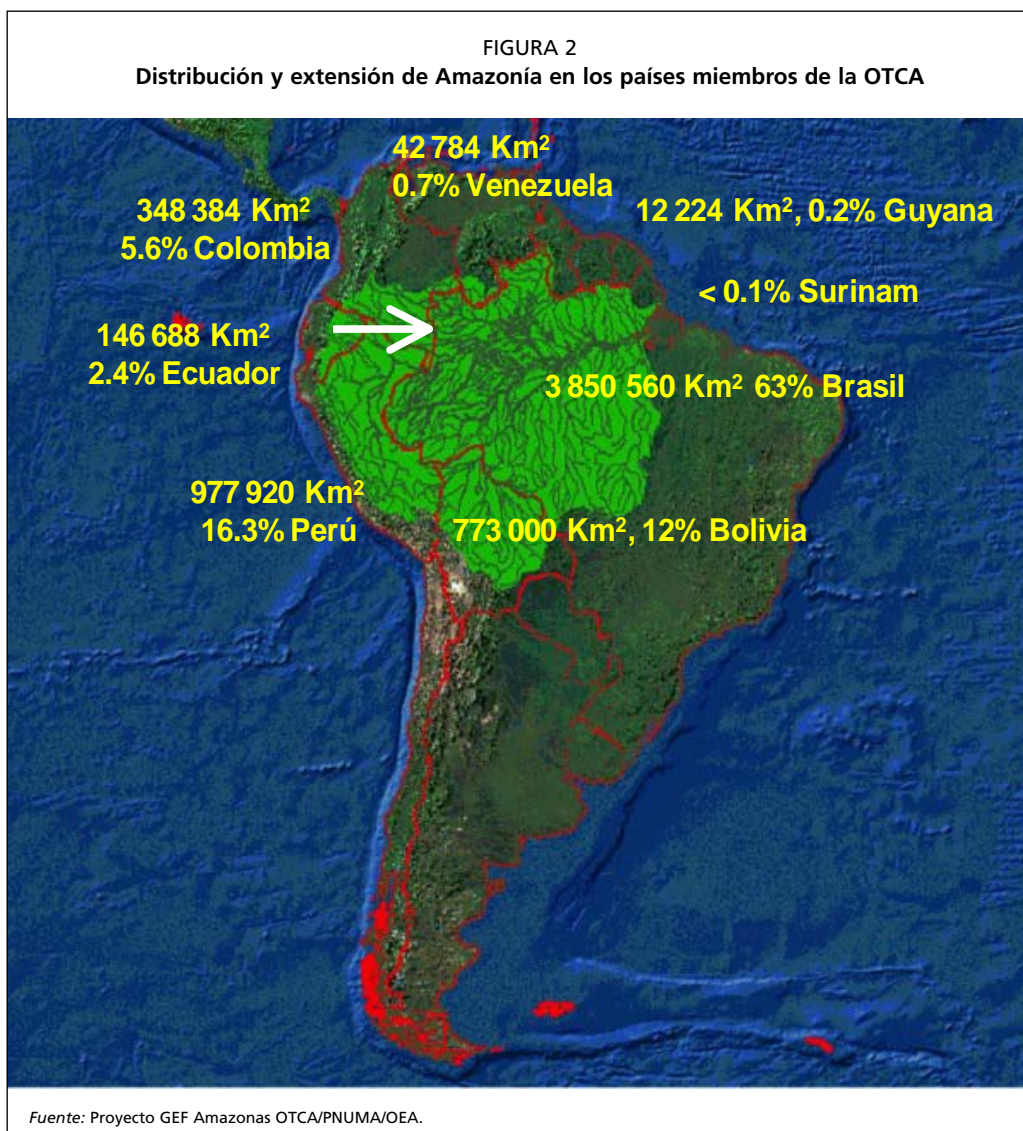 FIGURA 2
Distribución y extensión de Amazonía en los países miembros de la OTCA
42 784 Km²
0.7% Venezuela
348 384 Km²
5.6% Colombia
12 224 Km², 0.2% Guyana
< 0.1% Surinam
146 688 Km²
2.4% Ecuador
3 850 560 Km² 63% Brasil
977 920 Km²
16.3% Perú
773 000 Km², 12% Bolivia
Fuente: Proyecto GEF Amazonas OTCA/PNUMA/OEA.